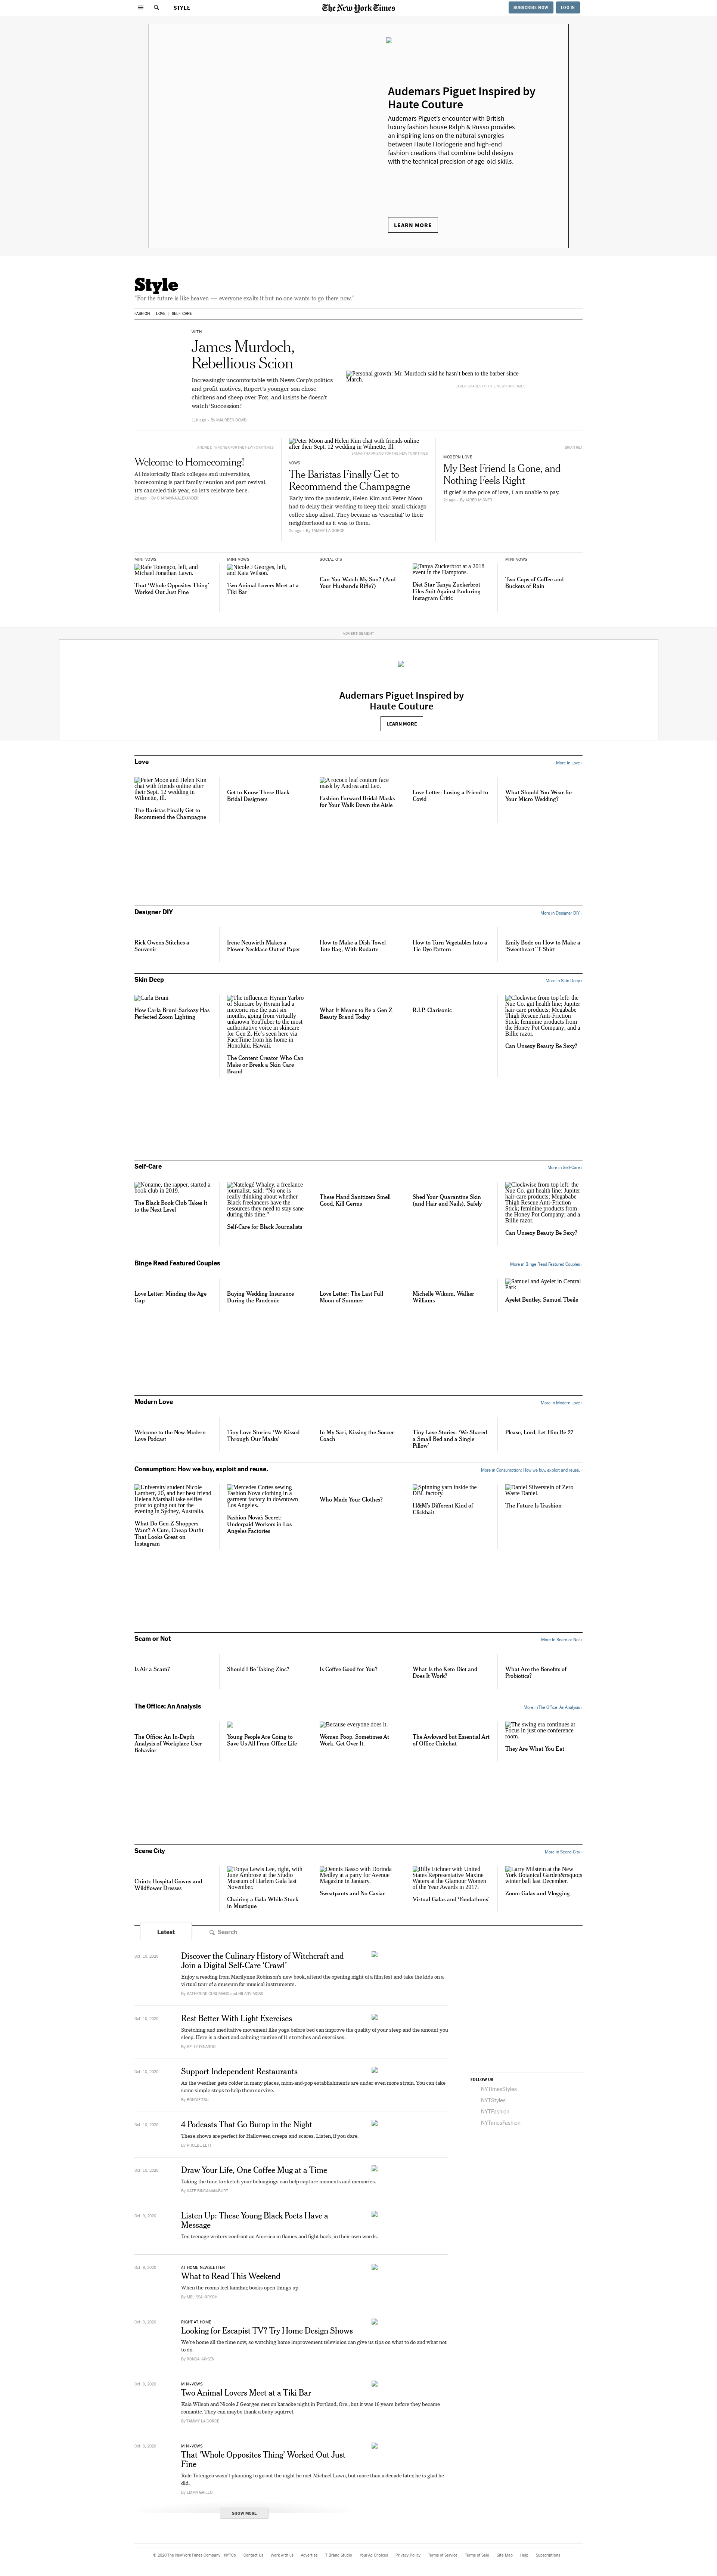 STYLE
The New York Times
SUBSCRIBE NOW
LOG IN
Audemars Piguet Inspired by
Haute Couture
Audemars Piguet's encounter with British
luxury fashion house Ralph & Russo provides
an inspiring lens on the natural synergies
between Haute Horlogerie and high-end
fashion creations that combine bold designs
with the technical precision of age-old skills.
LEARN MORE
Style
“For the future is like heaven — everyone exalts it but no one wants to go there now.”
FASHION LOVE SELF-CARE
WITH ...
James Murdoch,
Rebellious Scion
Increasingly uncomfortable with News Corp’s politics
and profit motives, Rupert’s younger son chose
chickens and sheep over Fox, and insists he doesn’t
watch ‘Succession.’
12h ago · By MAUREEN DOWD
Personal growth: Mr. Murdoch said he hasn’t been to the barber since
March.
JARED SOARES FOR THE NEW YORK TIMES
Welcome to Homecoming!
At historically Black colleges and universities,
homecoming is part family reunion and part revival.
It’s canceled this year, so let’s celebrate here.
2d ago · By CHARANNA ALEXANDER
Peter Moon and Helen Kim chat with friends online
after their Sept. 12 wedding in Wilmette, Ill.
VOWS
The Baristas Finally Get to
Recommend the Champagne
Early into the pandemic, Helen Kim and Peter Moon
had to delay their wedding to keep their small Chicago
coffee shop afloat. They became as ‘essential’ to their
neighborhood as it was to them.
2d ago · By TAMMY LA GORCE
MODERN LOVE
My Best Friend Is Gone, and
Nothing Feels Right
If grief is the price of love, I am unable to pay.
2d ago · By JARED MISNER
MINI-VOWS
Rafe Totengco, left, and
Michael Jonathan Lawn.
That ‘Whole Opposites Thing’
Worked Out Just Fine
MINI-VOWS
Nicole J Georges, left,
and Kaia Wilson.
Two Animal Lovers Meet at a
Tiki Bar
SOCIAL Q’S
Can You Watch My Son? (And
Your Husband’s Rifle?)
Tanya Zuckerbrot at a 2018
event in the Hamptons.
Diet Star Tanya Zuckerbrot
Files Suit Against Enduring
Instagram Critic
MINI-VOWS
Two Cups of Coffee and
Buckets of Rain
ADVERTISEMENT
Audemars Piguet Inspired by
Haute Couture
LEARN MORE
Love
More in Love ›
Peter Moon and Helen Kim
chat with friends online after
their Sept. 12 wedding in
Wilmette, Ill.
The Baristas Finally Get to
Recommend the Champagne
Get to Know These Black
Bridal Designers
A rococo leaf couture face
mask by Andrea and Leo.
Fashion Forward Bridal Masks
for Your Walk Down the Aisle
Love Letter: Losing a Friend to
Covid
What Should You Wear for
Your Micro Wedding?
Designer DIY
More in Designer DIY ›
Rick Owens Stitches a
Souvenir
Irene Neuwirth Makes a
Flower Necklace Out of Paper
How to Make a Dish Towel
Tote Bag, With Rodarte
How to Turn Vegetables Into a
Tie-Dye Pattern
Emily Bode on How to Make a
‘Sweetheart’ T-Shirt
Skin Deep
More in Skin Deep ›
Carla Bruni
How Carla Bruni-Sarkozy Has
Perfected Zoom Lighting
The influencer Hyram Yarbro
of Skincare by Hyram had a
meteoric rise the past six
months, going from virtually
unknown YouTuber to the most
authoritative voice in skincare
for Gen Z. He’s seen here via
FaceTime from his home in
Honolulu, Hawaii.
The Content Creator Who Can
Make or Break a Skin Care
Brand
What It Means to Be a Gen Z
Beauty Brand Today
R.I.P. Clarisonic
Clockwise from top left: the
Nue Co. gut health line; Jupiter
hair-care products; Megababe
Thigh Rescue Anti-Friction
Stick; feminine products from
the Honey Pot Company; and a
Billie razor.
Can Unsexy Beauty Be Sexy?
Self-Care
More in Self-Care ›
Noname, the rapper, started a
book club in 2019.
The Black Book Club Takes It
to the Next Level
Natelegé Whaley, a freelance
journalist, said: “No one is
really thinking about whether
Black freelancers have the
resources they need to stay sane
during this time.”
Self-Care for Black Journalists
These Hand Sanitizers Smell
Good, Kill Germs
Shed Your Quarantine Skin
(and Hair and Nails), Safely
Clockwise from top left: the
Nue Co. gut health line; Jupiter
hair-care products; Megababe
Thigh Rescue Anti-Friction
Stick; feminine products from
the Honey Pot Company; and a
Billie razor.
Can Unsexy Beauty Be Sexy?
Binge Read Featured Couples
More in Binge Read Featured Couples ›
Love Letter: Minding the Age
Gap
Buying Wedding Insurance
During the Pandemic
Love Letter: The Last Full
Moon of Summer
Michelle Wikum, Walker
Williams
Samuel and Ayelet in Central
Park
Ayelet Bentley, Samuel Tbeile
Modern Love
More in Modern Love ›
Welcome to the New Modern
Love Podcast
Tiny Love Stories: ‘We Kissed
Through Our Masks’
In My Sari, Kissing the Soccer
Coach
Tiny Love Stories: ‘We Shared
a Small Bed and a Single
Pillow’
Please, Lord, Let Him Be 27
Consumption: How we buy, exploit and reuse.
More in Consumption: How we buy, exploit and reuse. ›
University student Nicole
Lambert, 20, and her best friend
Helena Marshall take selfies
prior to going out for the
evening in Sydney, Australia.
What Do Gen Z Shoppers
Want? A Cute, Cheap Outfit
That Looks Great on
Instagram
Mercedes Cortes sewing
Fashion Nova clothing in a
garment factory in downtown
Los Angeles.
Fashion Nova’s Secret:
Underpaid Workers in Los
Angeles Factories
Who Made Your Clothes?
Spinning yarn inside the
DBL factory.
H&M’s Different Kind of
Clickbait
Daniel Silverstein of Zero
Waste Daniel.
The Future Is Trashion
Scam or Not
More in Scam or Not ›
Is Air a Scam?
Should I Be Taking Zinc?
Is Coffee Good for You?
What Is the Keto Diet and
Does It Work?
What Are the Benefits of
Probiotics?
The Office: An Analysis
More in The Office: An Analysis ›
The Office: An In-Depth
Analysis of Workplace User
Behavior
Young People Are Going to
Save Us All From Office Life
Because everyone does it.
Women Poop. Sometimes At
Work. Get Over It.
The Awkward but Essential Art
of Office Chitchat
The swing era continues at
Focus in just one conference
room.
They Are What You Eat
Scene City
More in Scene City ›
Chintz Hospital Gowns and
Wildflower Dresses
Tonya Lewis Lee, right, with
June Ambrose at the Studio
Museum of Harlem Gala last
November.
Chairing a Gala While Stuck
in Mustique
Dennis Basso with Dorinda
Medley at a party for Avenue
Magazine in January.
Sweatpants and No Caviar
Billy Eichner with United
States Representative Maxine
Waters at the Glamour Women
of the Year Awards in 2017.
Virtual Galas and ‘Foodathons’
Larry Milstein at the New
York Botanical Garden&rsquo;s
winter ball last December.
Zoom Galas and Vlogging
Latest
Search
Oct. 10, 2020
Discover the Culinary History of Witchcraft and
Join a Digital Self-Care ‘Crawl’
Enjoy a reading from Marilynne Robinson’s new book, attend the opening night of a film fest and take the kids on a
virtual tour of a museum for musical instruments.
By KATHERINE CUSUMANO and HILARY MOSS
Oct. 10, 2020
Rest Better With Light Exercises
Stretching and meditative movement like yoga before bed can improve the quality of your sleep and the amount you
sleep. Here is a short and calming routine of 11 stretches and exercises.
By KELLY DiNARDO
Oct. 10, 2020
Support Independent Restaurants
As the weather gets colder in many places, mom-and-pop establishments are under even more strain. You can take
some simple steps to help them survive.
By BONNIE TSUI
Oct. 10, 2020
4 Podcasts That Go Bump in the Night
These shows are perfect for Halloween creeps and scares. Listen, if you dare.
By PHOEBE LETT
Oct. 10, 2020
Draw Your Life, One Coffee Mug at a Time
Taking the time to sketch your belongings can help capture moments and memories.
By KATE BINGAMAN-BURT
Oct. 9, 2020
Listen Up: These Young Black Poets Have a
Message
Ten teenage writers confront an America in flames and fight back, in their own words.
Oct. 9, 2020
AT HOME NEWSLETTER
What to Read This Weekend
When the rooms feel familiar, books open things up.
By MELISSA KIRSCH
Oct. 9, 2020
RIGHT AT HOME
Looking for Escapist TV? Try Home Design Shows
We’re home all the time now, so watching home improvement television can give us tips on what to do and what not
to do.
By RONDA KAYSEN
Oct. 9, 2020
MINI-VOWS
Two Animal Lovers Meet at a Tiki Bar
Kaia Wilson and Nicole J Georges met on karaoke night in Portland, Ore., but it was 16 years before they became
romantic. They can maybe thank a baby squirrel.
By TAMMY LA GORCE
Oct. 9, 2020
MINI-VOWS
That ‘Whole Opposites Thing’ Worked Out Just
Fine
Rafe Totengco wasn’t planning to go out the night he met Michael Lawn, but more than a decade later, he is glad he
did.
SHOW MORE
FOLLOW US
NYTimesStyles
NYTStyles
NYTFashion
NYTimesFashion
© 2020 The New York Times Company NYTCo Contact Us Work with us Advertise T Brand Studio Your Ad Choices Privacy Policy Terms of Service Terms of Sale Site Map Help Subscriptions